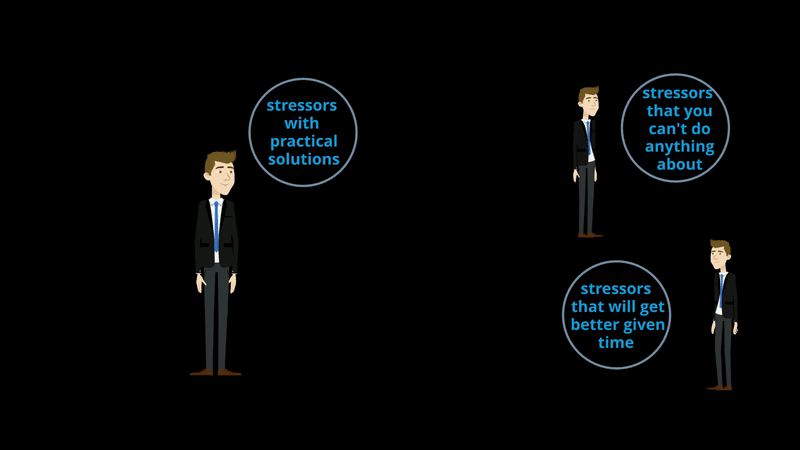 stressors
with
practical
solutions
stressors
that you
can't do
anything
about
stressors
that will get
better given
time